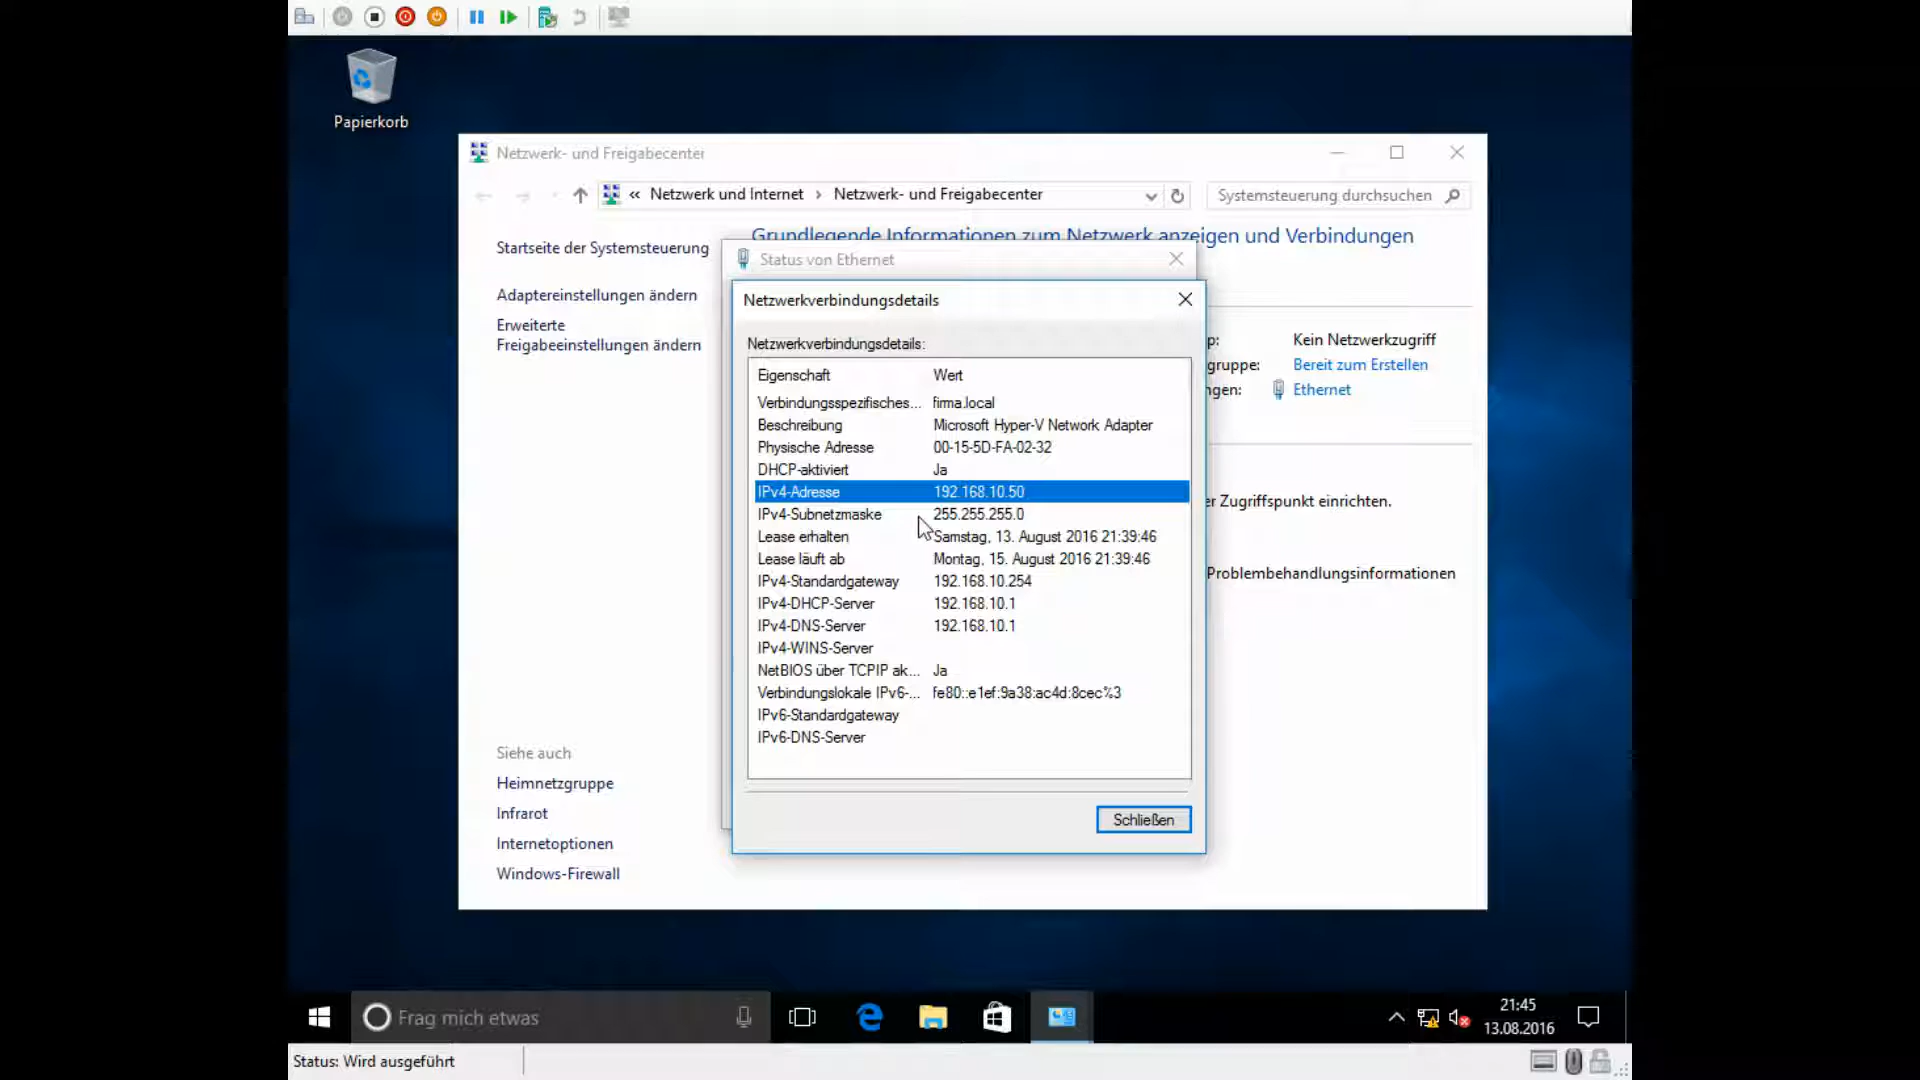 Papierkorb
Netzwerk- und Freigabecenter
« Netzwerk und Internet › Netzwerk- und Freigabecenter
Systemsteuerung durchsuchen
Startseite der Systemsteuerung
Adaptereinstellungen ändern
Erweiterte
Freigabeeinstellungen ändern
Grundlegende Informationen zum Netzwerk anzeigen und Verbindungen
Status von Ethernet
Netzwerkverbindungsdetails
Netzwerkverbindungsdetails:
Eigenschaft Wert
Verbindungsspezifisches... firma.local
Beschreibung Microsoft Hyper-V Network Adapter
Physische Adresse 00-15-5D-FA-02-32
DHCP-aktiviert Ja
IPv4-Adresse 192.168.10.50
IPv4-Subnetzmaske 255.255.255.0
Lease erhalten Samstag, 13. August 2016 21:39:46
Lease läuft ab Montag, 15. August 2016 21:39:46
IPv4-Standardgateway 192.168.10.254
IPv4-DHCP-Server 192.168.10.1
IPv4-DNS-Server 192.168.10.1
IPv4-WINS-Server
NetBIOS über TCPIP ak... Ja
Verbindungslokale IPv6-... fe80::e1ef:9a38:ac4d:8cec%3
IPv6-Standardgateway
IPv6-DNS-Server
Schließen
p: Kein Netzwerkzugriff
gruppe: Bereit zum Erstellen
ngen: Ethernet
er Zugriffspunkt einrichten.
Problembehandlungsinformationen
Siehe auch
Heimnetzgruppe
Infrarot
Internetoptionen
Windows-Firewall
Frag mich etwas
21:45
13.08.2016
Status: Wird ausgeführt